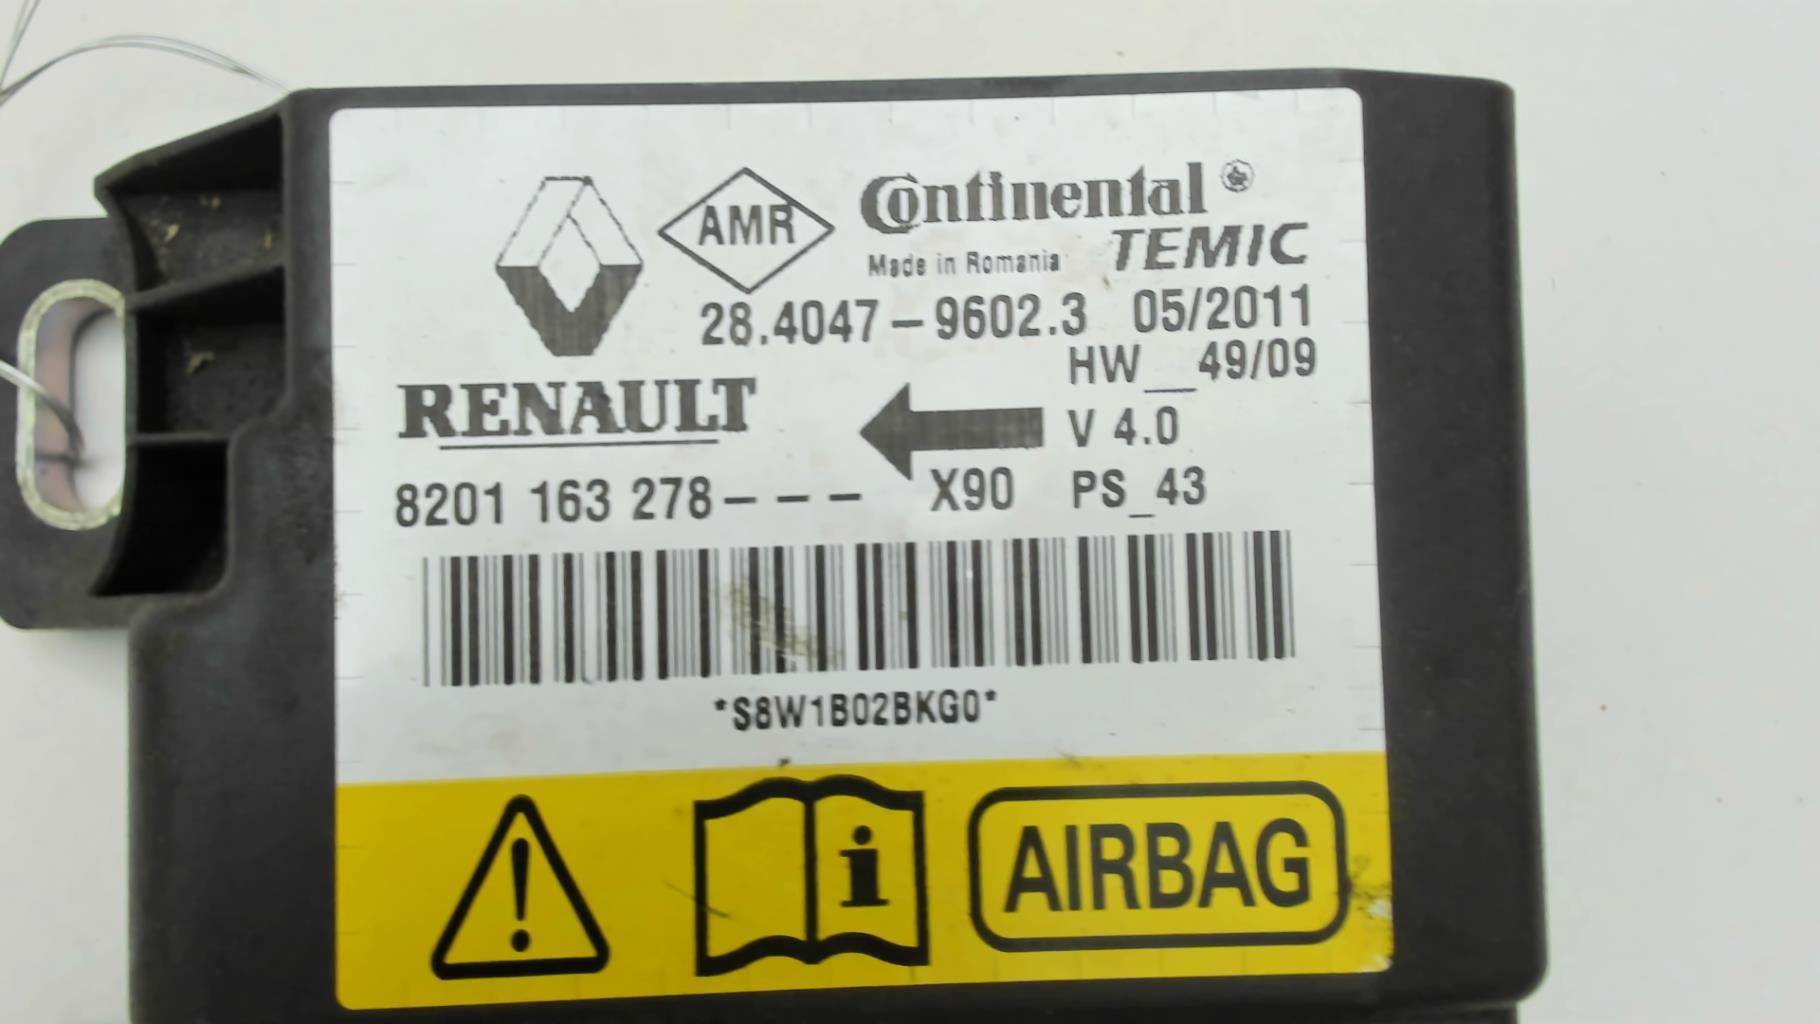 AMR
Continental
TEMIC
Made in Romania
28.4047-9602.3 05/2011
HW__49/09
RENAULT
V 4.0
8201 163 278---
X90 PS_43
*S8W1B02BKG0*
! i AIRBAG